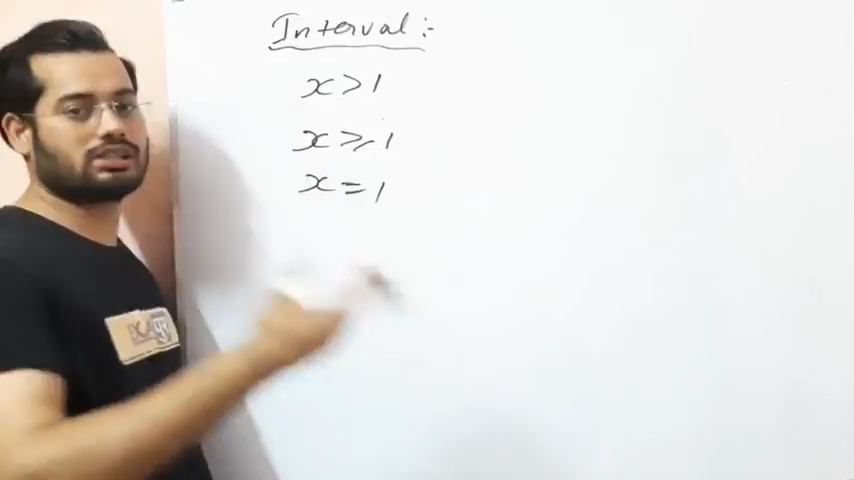 Interval :-
x > 1
x ≥ 1
x = 1